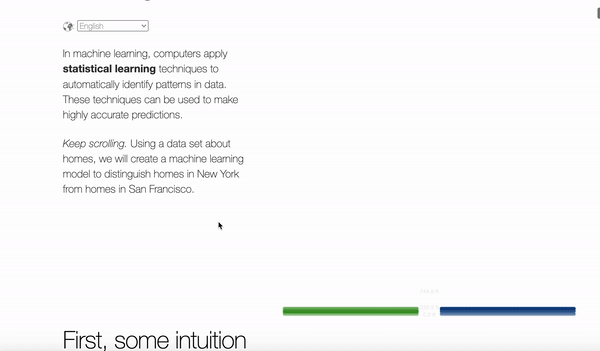 English
In machine learning, computers apply
statistical learning techniques to
automatically identify patterns in data.
These techniques can be used to make
highly accurate predictions.
Keep scrolling. Using a data set about
homes, we will create a machine learning
model to distinguish homes in New York
from homes in San Francisco.
First, some intuition